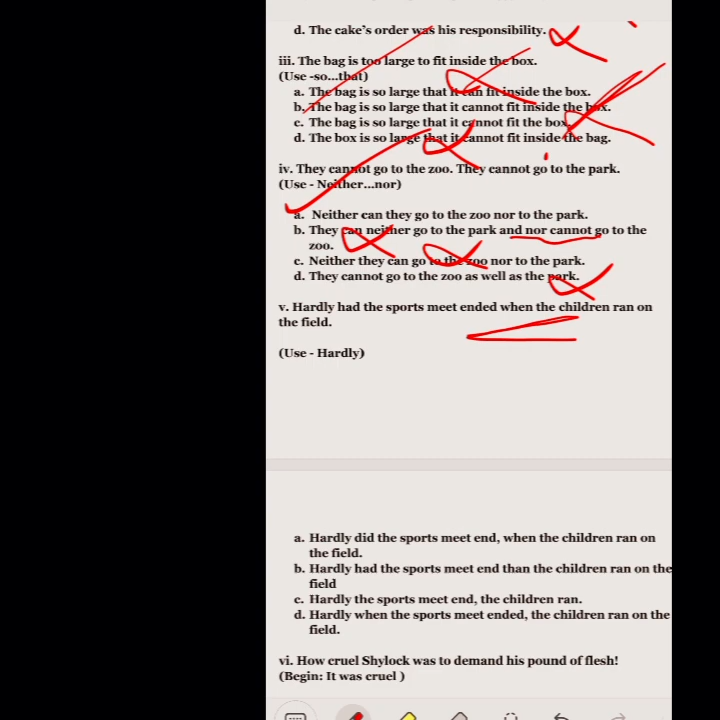 d. The cake's order was his responsibility.
iii. The bag is too large to fit inside the box.
(Use -so...that)
a. The bag is so large that it can fit inside the box.
b. The bag is so large that it cannot fit inside the box.
c. The bag is so large that it cannot fit the box.
d. The box is so large that it cannot fit inside the bag.
iv. They cannot go to the zoo. They cannot go to the park.
(Use - Neither...nor)
a. Neither can they go to the zoo nor to the park.
b. They can neither go to the park and nor cannot go to the
zoo.
c. Neither they can go to the zoo nor to the park.
d. They cannot go to the zoo as well as the park.
v. Hardly had the sports meet ended when the children ran on
the field.
(Use - Hardly)
a. Hardly did the sports meet end, when the children ran on
the field.
b. Hardly had the sports meet end than the children ran on the
field
c. Hardly the sports meet end, the children ran.
d. Hardly when the sports meet ended, the children ran on the
field.
vi. How cruel Shylock was to demand his pound of flesh!
(Begin: It was cruel )